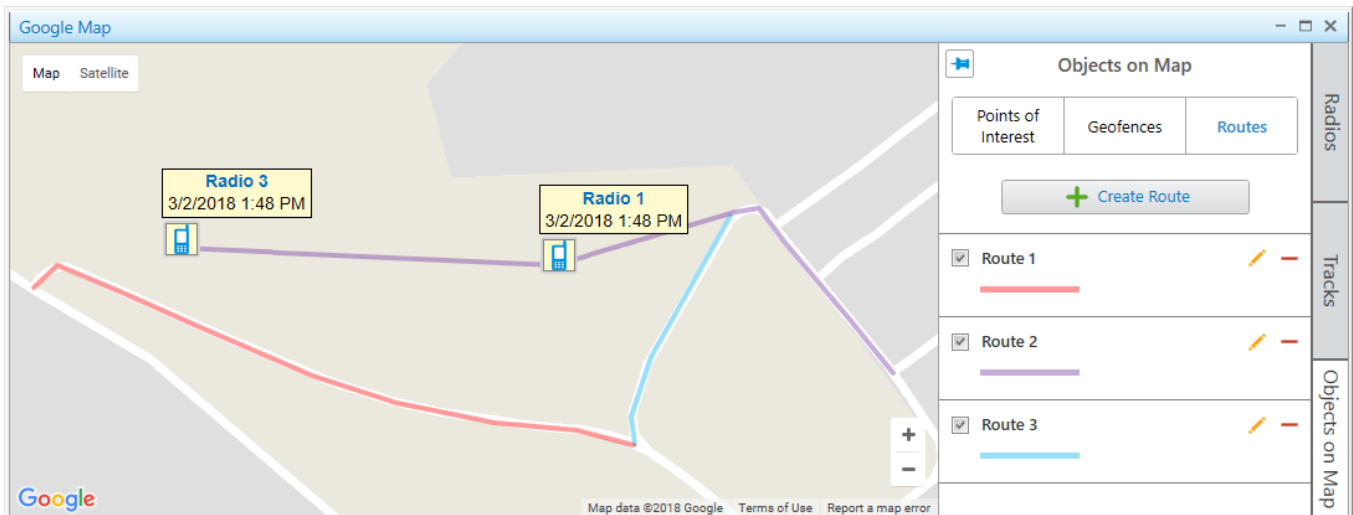 Google Map
Map Satellite
Radio 3
3/2/2018 1:48 PM
Radio 1
3/2/2018 1:48 PM
+
−
Google
Map data ©2018 Google Terms of Use Report a map error
Objects on Map
Points of
Interest
Geofences
Routes
Create Route
Route 1
Route 2
Route 3
Radios
Tracks
Objects on Map